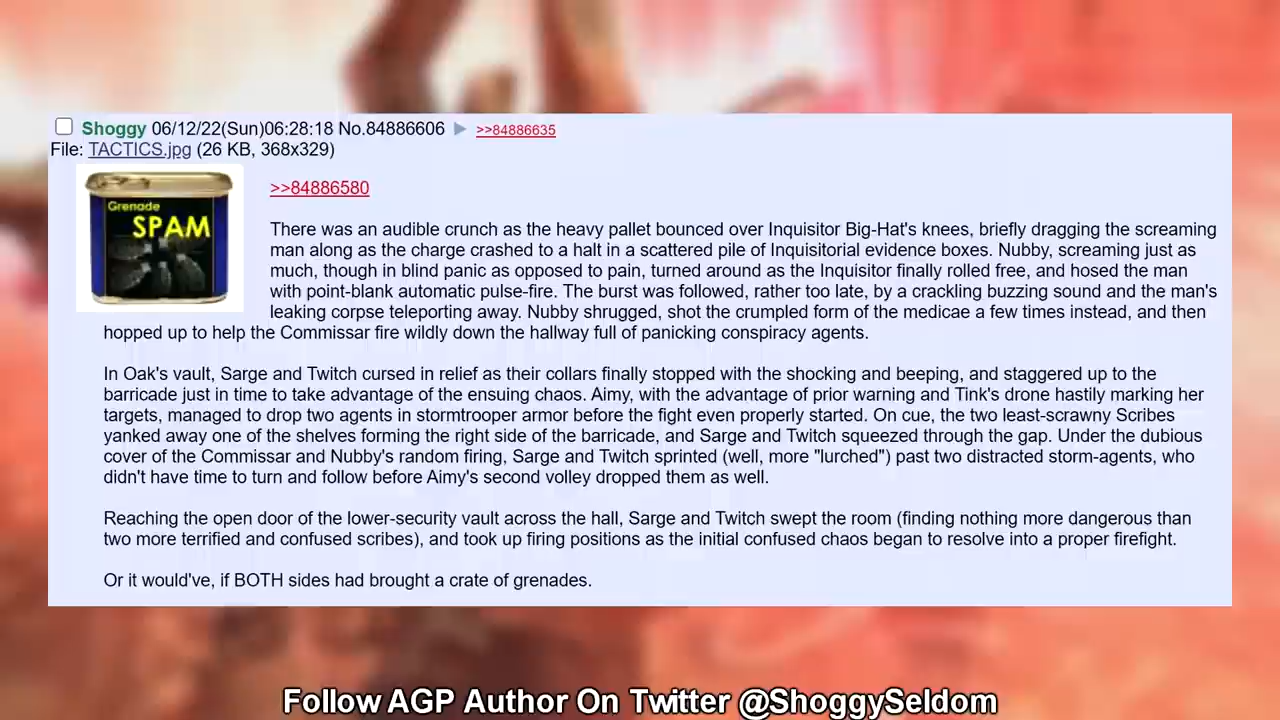 Shoggy 06/12/22(Sun)06:28:18 No.84886606 ▶ >>84886635
File: TACTICS.jpg (26 KB, 368x329)
Grenade
SPAM
>>84886580
There was an audible crunch as the heavy pallet bounced over Inquisitor Big-Hat's knees, briefly dragging the screaming
man along as the charge crashed to a halt in a scattered pile of Inquisitorial evidence boxes. Nubby, screaming just as
much, though in blind panic as opposed to pain, turned around as the Inquisitor finally rolled free, and hosed the man
with point-blank automatic pulse-fire. The burst was followed, rather too late, by a crackling buzzing sound and the man's
leaking corpse teleporting away. Nubby shrugged, shot the crumpled form of the medicae a few times instead, and then
hopped up to help the Commissar fire wildly down the hallway full of panicking conspiracy agents.
In Oak's vault, Sarge and Twitch cursed in relief as their collars finally stopped with the shocking and beeping, and staggered up to the
barricade just in time to take advantage of the ensuing chaos. Aimy, with the advantage of prior warning and Tink's drone hastily marking her
targets, managed to drop two agents in stormtrooper armor before the fight even properly started. On cue, the two least-scrawny Scribes
yanked away one of the shelves forming the right side of the barricade, and Sarge and Twitch squeezed through the gap. Under the dubious
cover of the Commissar and Nubby's random firing, Sarge and Twitch sprinted (well, more "lurched") past two distracted storm-agents, who
didn't have time to turn and follow before Aimy's second volley dropped them as well.
Reaching the open door of the lower-security vault across the hall, Sarge and Twitch swept the room (finding nothing more dangerous than
two more terrified and confused scribes), and took up firing positions as the initial confused chaos began to resolve into a proper firefight.
Or it would've, if BOTH sides had brought a crate of grenades.
Follow AGP Author On Twitter @ShoggySeldom